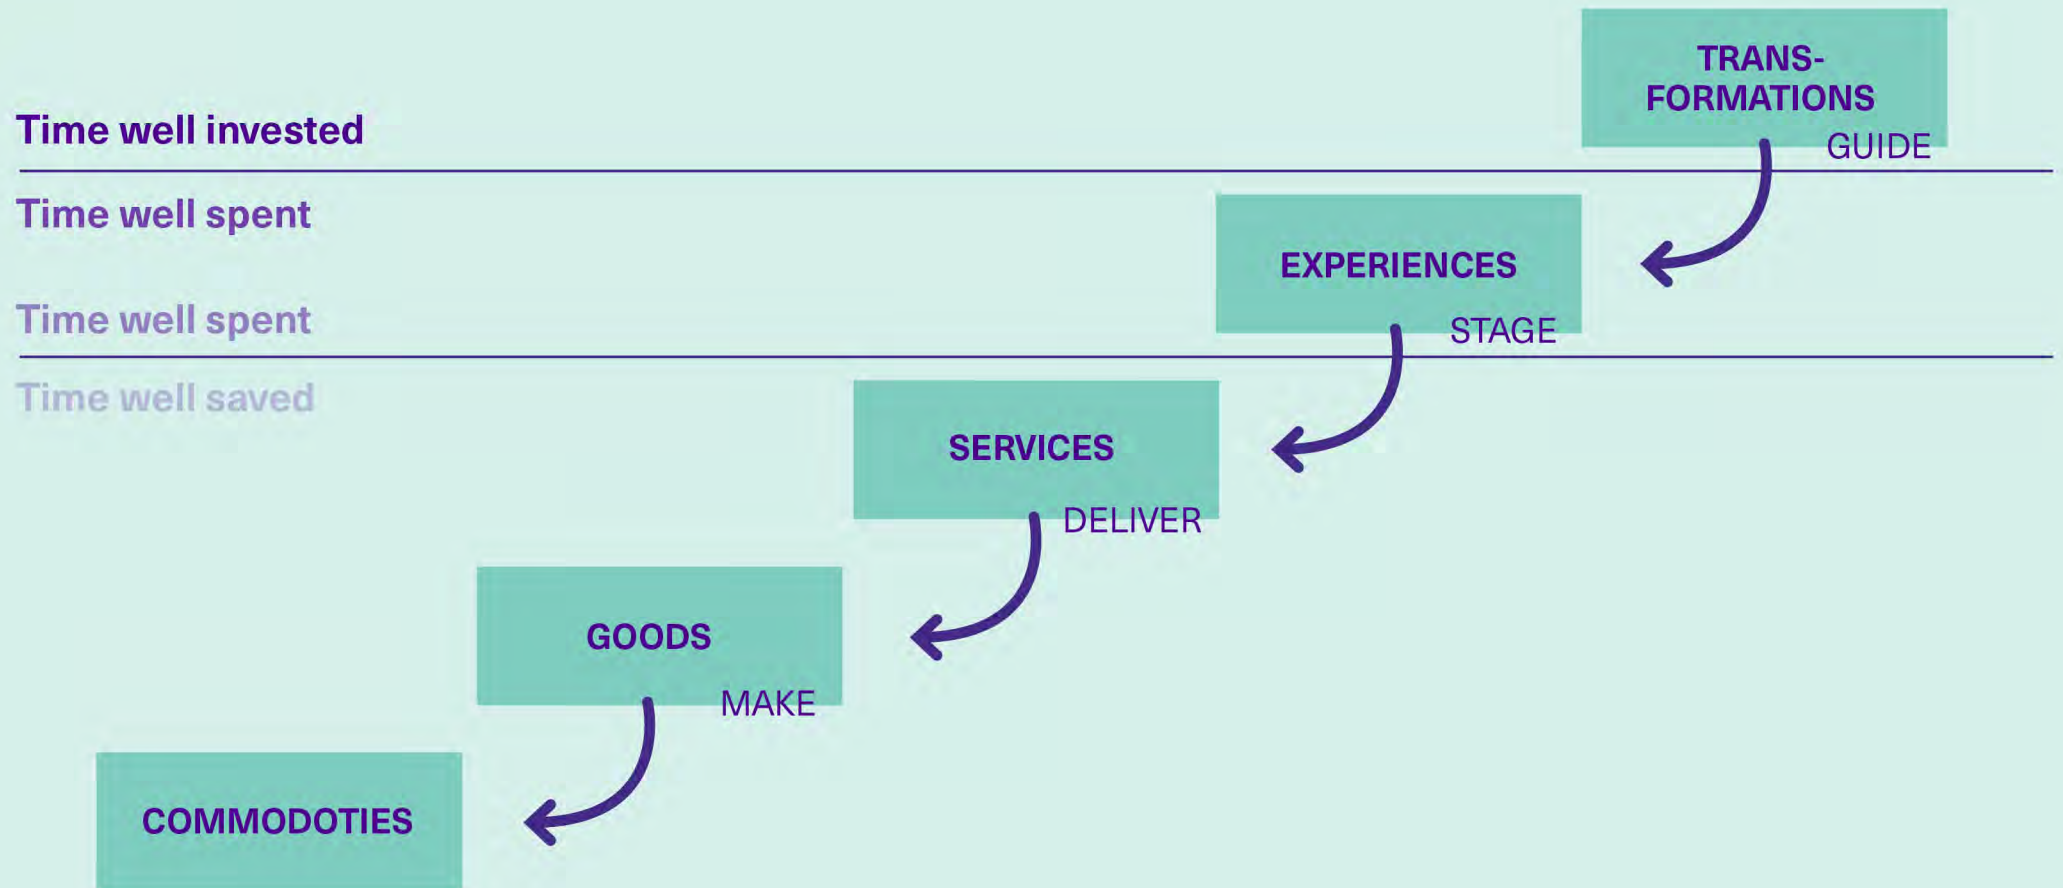 TRANS-
FORMATIONS
GUIDE
Time well invested
Time well spent
EXPERIENCES
STAGE
Time well spent
Time well saved
SERVICES
DELIVER
GOODS
MAKE
COMMODOTIES